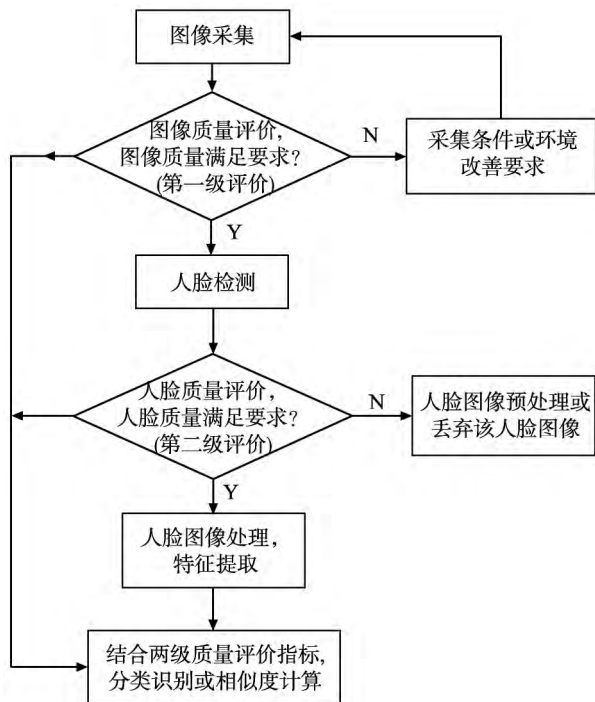 图像采集
图像质量评价，
图像质量满足要求？
(第一级评价)
N
采集条件或环境
改善要求
Y
人脸检测
人脸质量评价，
人脸质量满足要求？
(第二级评价)
N
人脸图像预处理或
丢弃该人脸图像
Y
人脸图像处理，
特征提取
结合两级质量评价指标，
分类识别或相似度计算